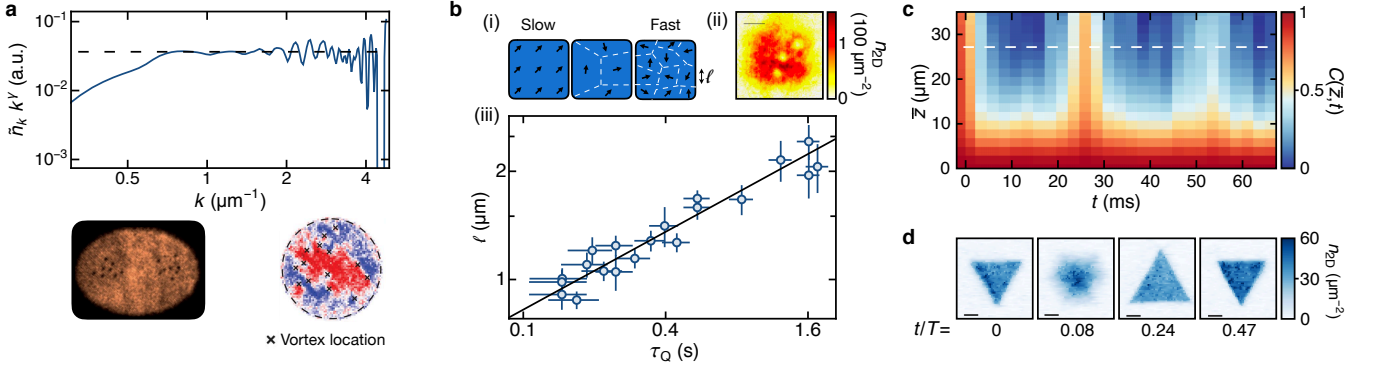 a
10⁻¹
10⁻²
10⁻³
ñₖ kᵞ (a.u.)
0.5 1 2 4
k (μm⁻¹)
× Vortex location
b
(i)
Slow Fast
ℓ
(ii)
n₂D
(100 μm⁻²)
1
0
(iii)
2
1
ℓ (μm)
0.1 0.4 1.6
τQ (s)
c
30
20
10
0
z̅ (μm)
0 10 20 30 40 50 60
t (ms)
1
0.5
0
C(z̅,t)
d
60
30
0
n₂D
(μm⁻²)
t/T= 0 0.08 0.24 0.47